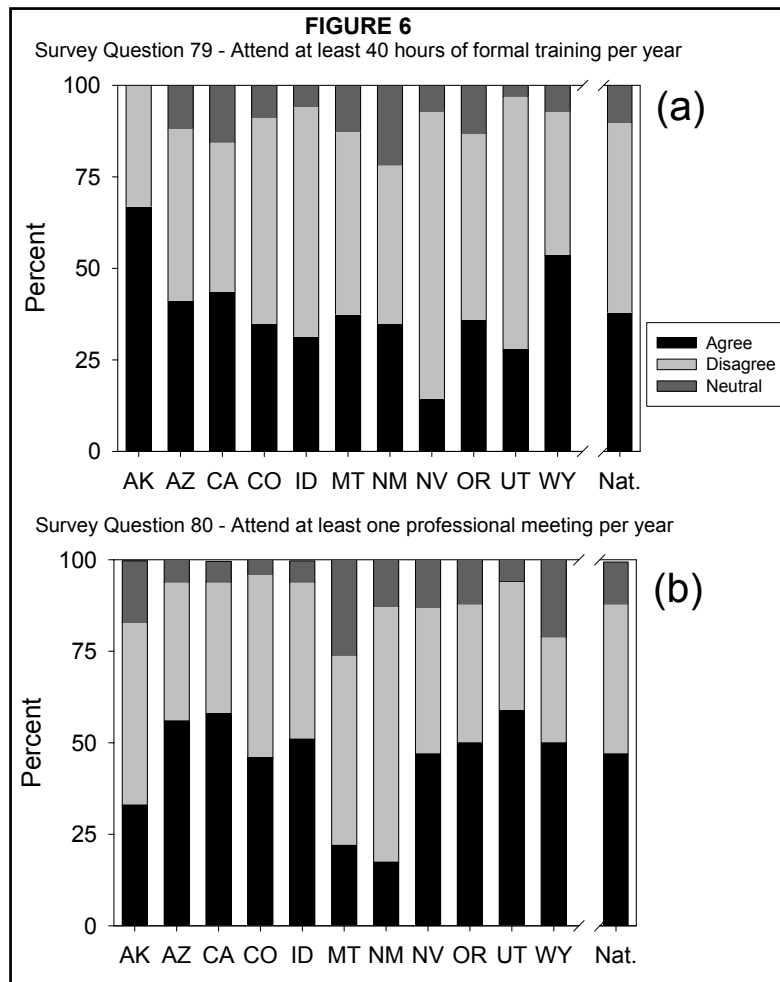 FIGURE 6
Survey Question 79 - Attend at least 40 hours of formal training per year
(a)
100
75
50
25
0
Percent
AK AZ CA CO ID MT NM NV OR UT WY Nat.
Agree
Disagree
Neutral
Survey Question 80 - Attend at least one professional meeting per year
(b)
100
75
50
25
0
Percent
AK AZ CA CO ID MT NM NV OR UT WY Nat.